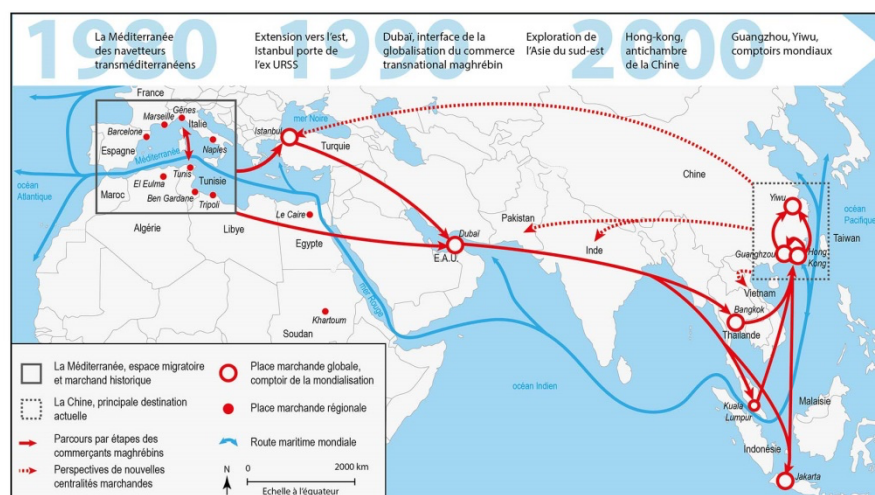 1980
1990
2000
La Méditerranée
des navetteurs
transméditerranéens
Extension vers l'est,
Istanbul porte de
l'ex URSS
Dubaï, interface de la
globalisation du commerce
transnational maghrébin
Exploration de
l'Asie du sud-est
Hong-kong,
antichambre
de la Chine
Guangzhou, Yiwu,
comptoirs mondiaux
France
Gênes
Marseille
Italie
Barcelone
Espagne
Naples
Méditerranée
Tunis
Tunisie
El Eulma
Maroc
Ben Gardane
Tripoli
Algérie
Libye
océan
Atlantique
mer Noire
Istanbul
Turquie
Le Caire
Egypte
mer Rouge
Khartoum
Soudan
Dubaï
E.A.U.
Pakistan
Inde
Chine
Yiwu
océan
Pacifique
Taiwan
Guanghzou
Hong
Kong
Vietnam
Bangkok
Thaïlande
océan Indien
Kuala
Lumpur
Malaisie
Indonésie
Jakarta
La Méditerranée, espace migratoire
et marchand historique
La Chine, principale destination
actuelle
Parcours par étapes des
commerçants maghrébins
Perspectives de nouvelles
centralités marchandes
Place marchande globale,
comptoir de la mondialisation
Place marchande régionale
Route maritime mondiale
N
0
2000 km
Echelle à l'équateur